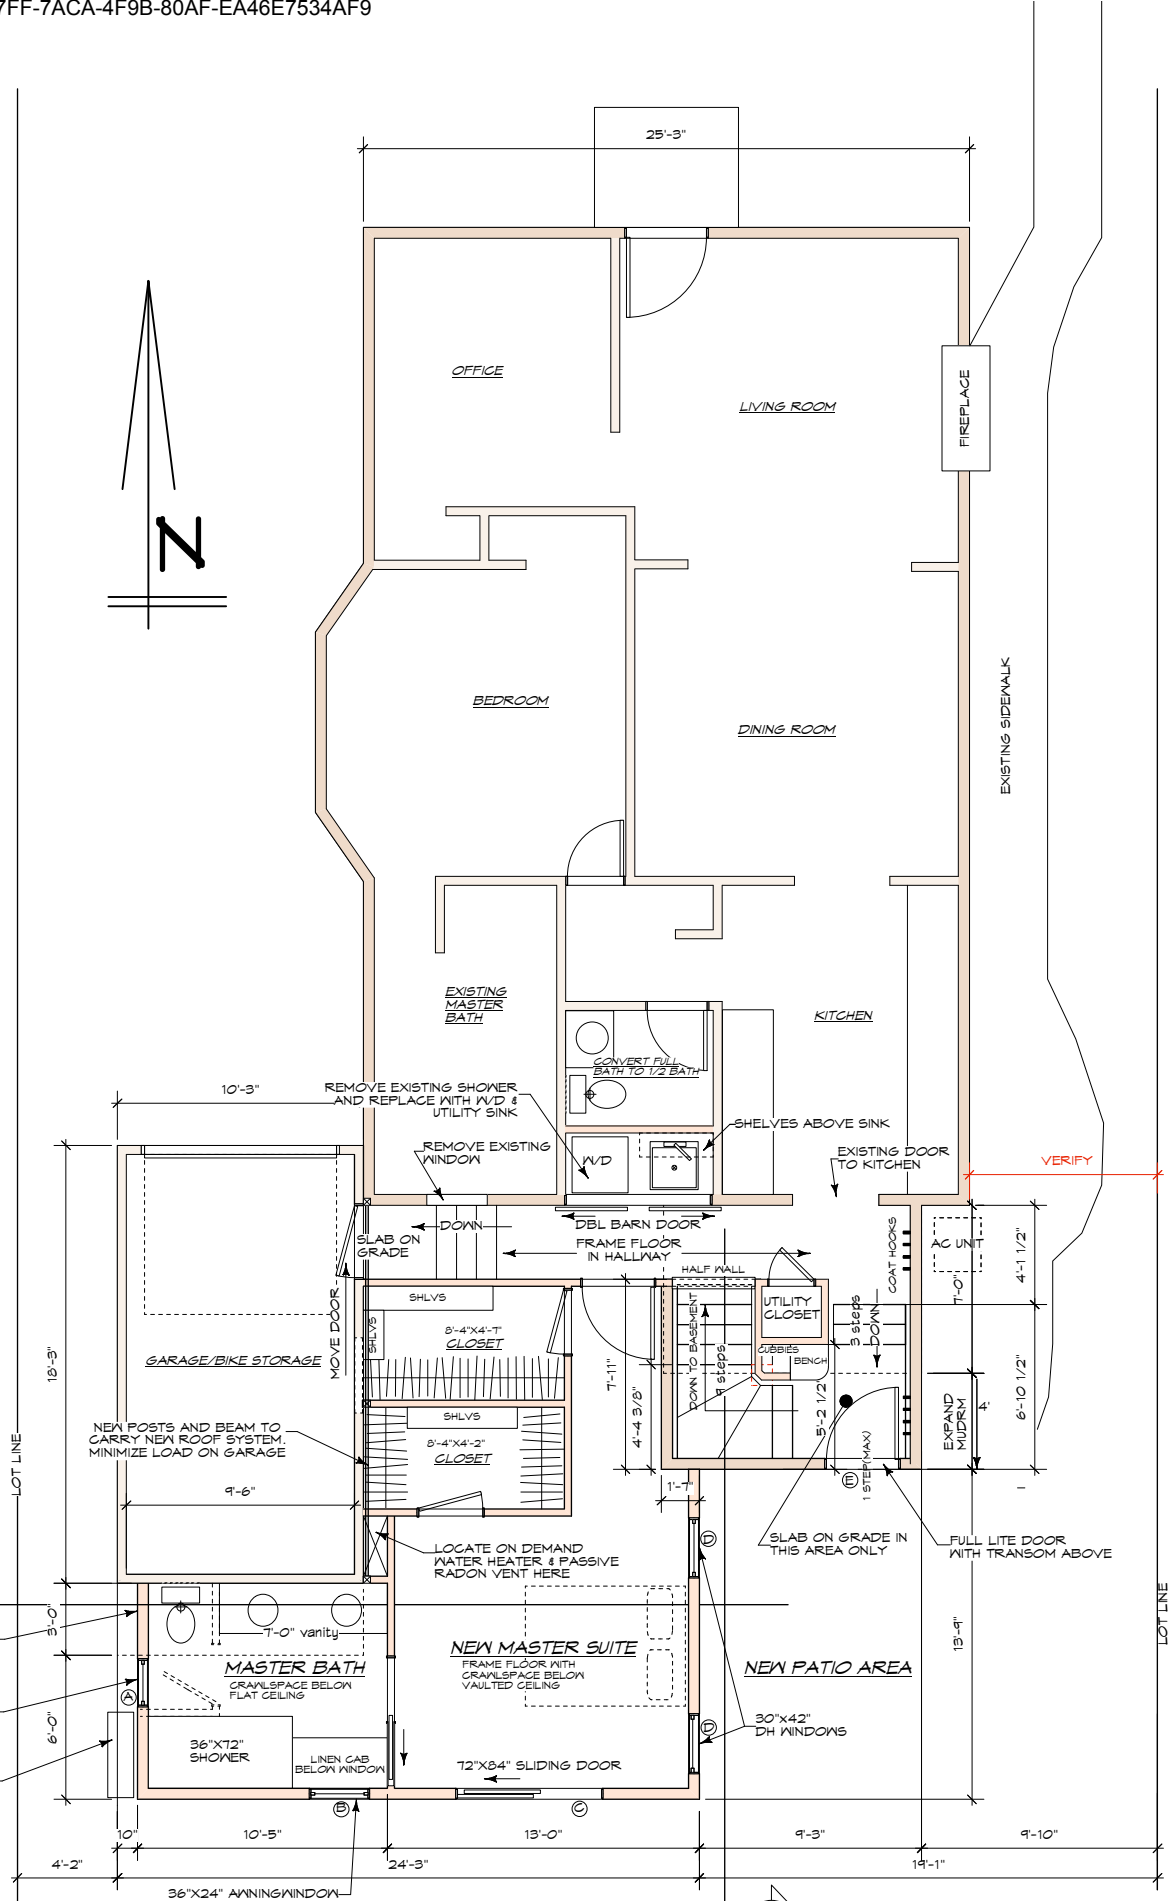 7FF-7ACA-4F9B-80AF-EA46E7534AF9
25'-3"
N
OFFICE
LIVING ROOM
FIREPLACE
BEDROOM
DINING ROOM
EXISTING SIDEWALK
EXISTING
MASTER
BATH
KITCHEN
CONVERT FULL
BATH TO 1/2 BATH
10'-3"
REMOVE EXISTING SHOWER
AND REPLACE WITH W/D &
UTILITY SINK
SHELVES ABOVE SINK
REMOVE EXISTING
WINDOW
W/D
EXISTING DOOR
TO KITCHEN
VERIFY
DOWN
DBL BARN DOOR
SLAB ON
GRADE
FRAME FLOOR
IN HALLWAY
COAT HOOKS
AC UNIT
4'-1 1/2"
7'-0"
HALF WALL
SHLVS
SHLVS
8'-4"X4'-7"
CLOSET
UTILITY
CLOSET
DOWN TO BASEMENT
9 steps
3 steps
DOWN
CUBBIES
BENCH
MOVE DOOR
GARAGE/BIKE STORAGE
18'-3"
7'-11"
4'-4 3/8"
5'-2 1/2"
6'-10 1/2"
4'
EXPAND
MUDRM
NEW POSTS AND BEAM TO
CARRY NEW ROOF SYSTEM.
MINIMIZE LOAD ON GARAGE
SHLVS
8'-4"X4'-2"
CLOSET
1 STEP(MAX)
E
9'-6"
1'-7"
LOT LINE
LOCATE ON DEMAND
WATER HEATER & PASSIVE
RADON VENT HERE
D
SLAB ON GRADE IN
THIS AREA ONLY
FULL LITE DOOR
WITH TRANSOM ABOVE
LOT LINE
3'-0"
7'-0" vanity
13'-9"
MASTER BATH
CRAWLSPACE BELOW
FLAT CEILING
NEW MASTER SUITE
FRAME FLOOR WITH
CRAWLSPACE BELOW
VAULTED CEILING
NEW PATIO AREA
A
6'-0"
36"X72"
SHOWER
LINEN CAB
BELOW WINDOW
72"X84" SLIDING DOOR
D
30"X42"
DH WINDOWS
B
C
10"
10'-5"
13'-0"
9'-3"
9'-10"
4'-2"
24'-3"
19'-1"
36"X24" AWNINGWINDOW